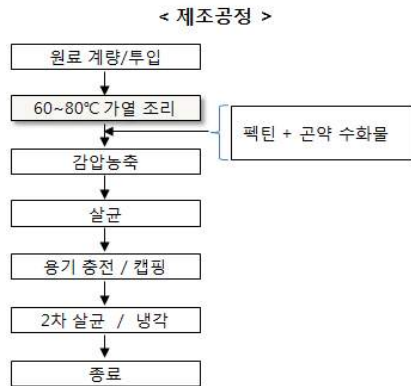 < 제조공정 >
원료 계량/투입
60~80℃ 가열 조리
펙틴 + 곤약 수화물
감압농축
살균
용기 충전 / 캡핑
2차 살균 / 냉각
종료